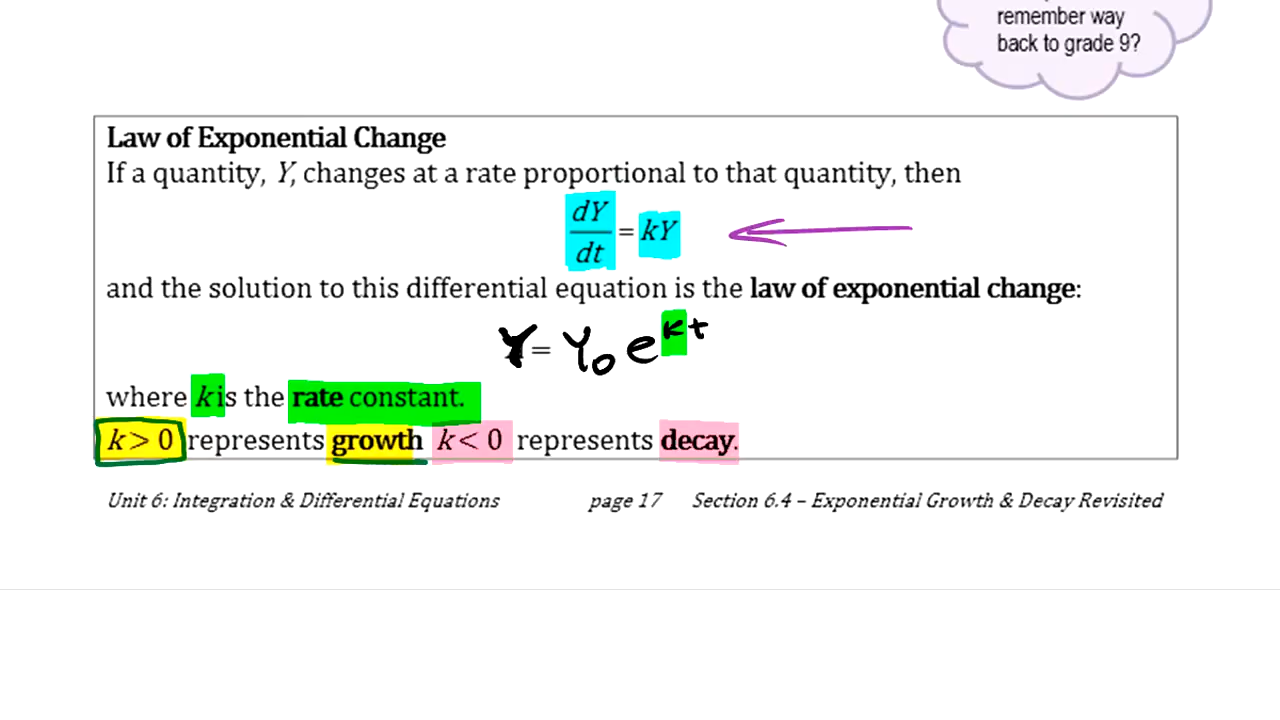 remember way
back to grade 9?
Law of Exponential Change
If a quantity, Y, changes at a rate proportional to that quantity, then
dY/dt = kY
and the solution to this differential equation is the law of exponential change:
Y = Y₀ e^kt
where k is the rate constant.
k > 0 represents growth k < 0 represents decay.
Unit 6: Integration & Differential Equations page 17 Section 6.4 – Exponential Growth & Decay Revisited